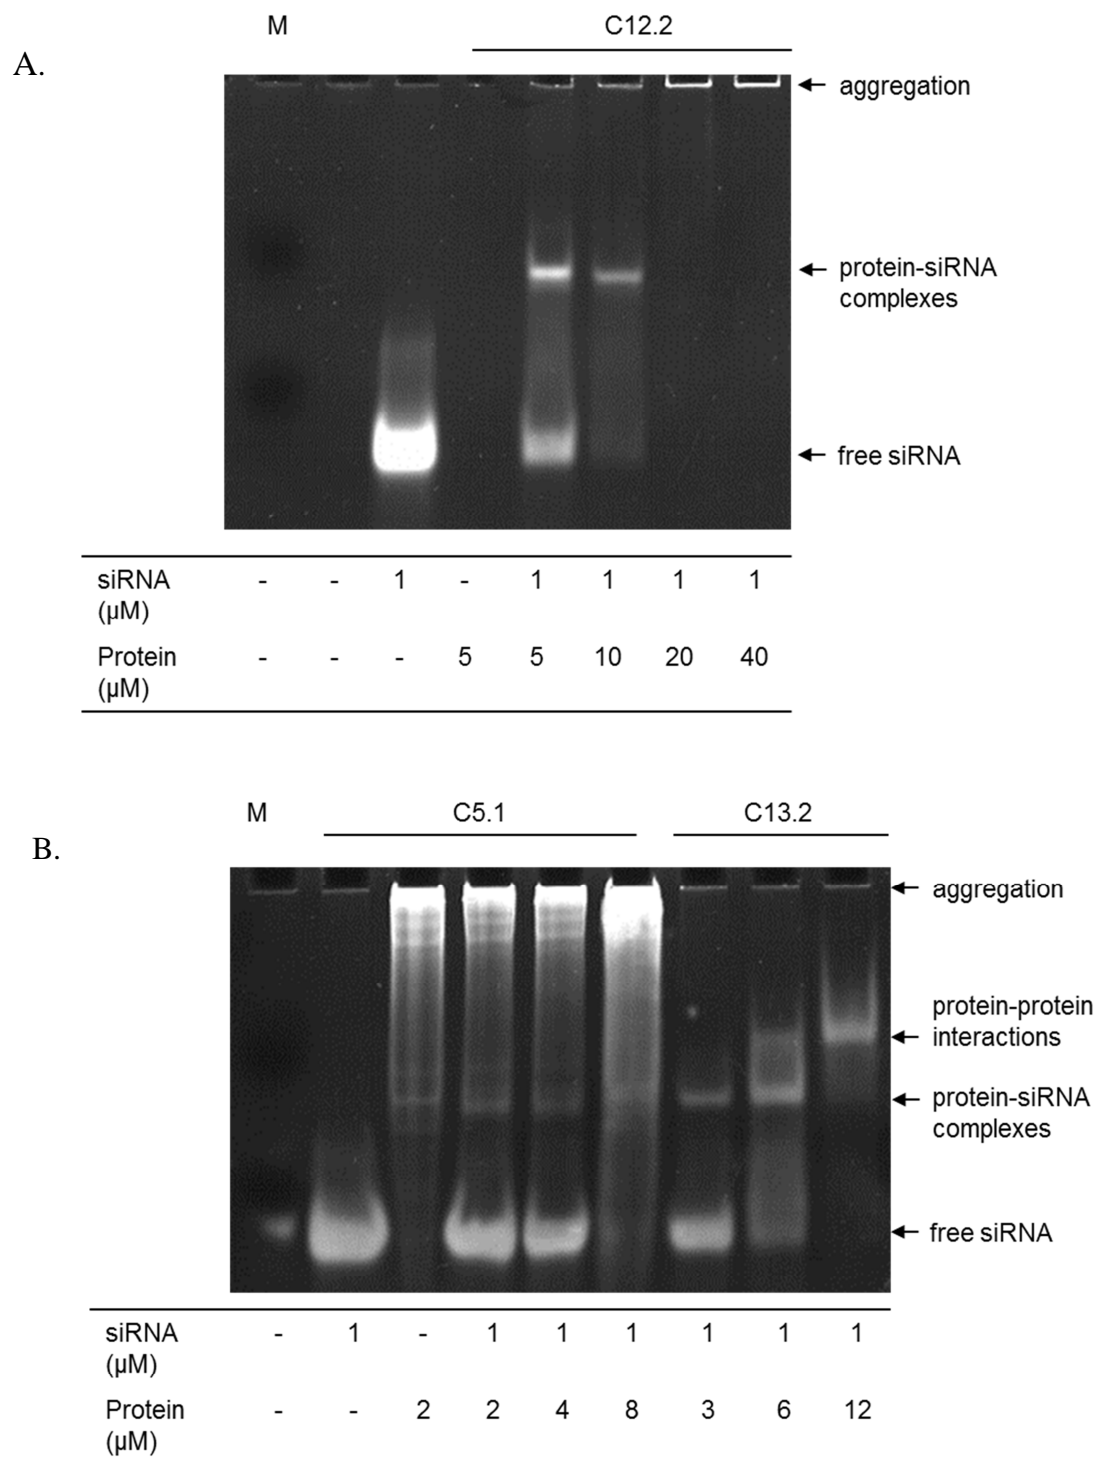 M C12.2
A.
aggregation
protein-siRNA
complexes
free siRNA
siRNA - - 1 - 1 1 1 1
(µM)
Protein - - - 5 5 10 20 40
(µM)
M C5.1 C13.2
B.
aggregation
protein-protein
interactions
protein-siRNA
complexes
free siRNA
siRNA - 1 - 1 1 1 1 1 1
(µM)
Protein - - 2 2 4 8 3 6 12
(µM)